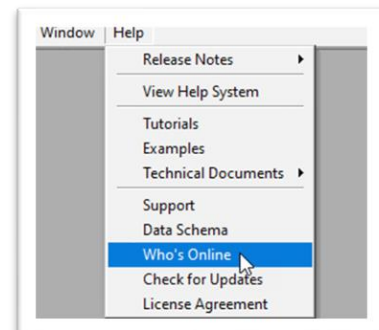 Window Help
Release Notes
View Help System
Tutorials
Examples
Technical Documents
Support
Data Schema
Who's Online
Check for Updates
License Agreement